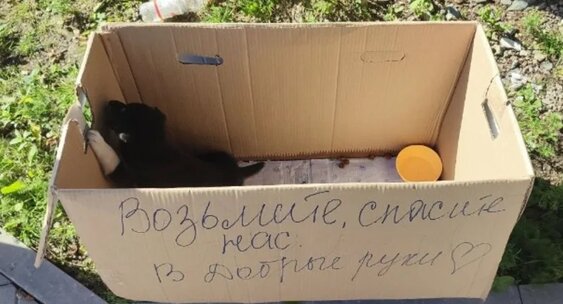 Возьмите, спасите
нас.
В добрые руки ♡